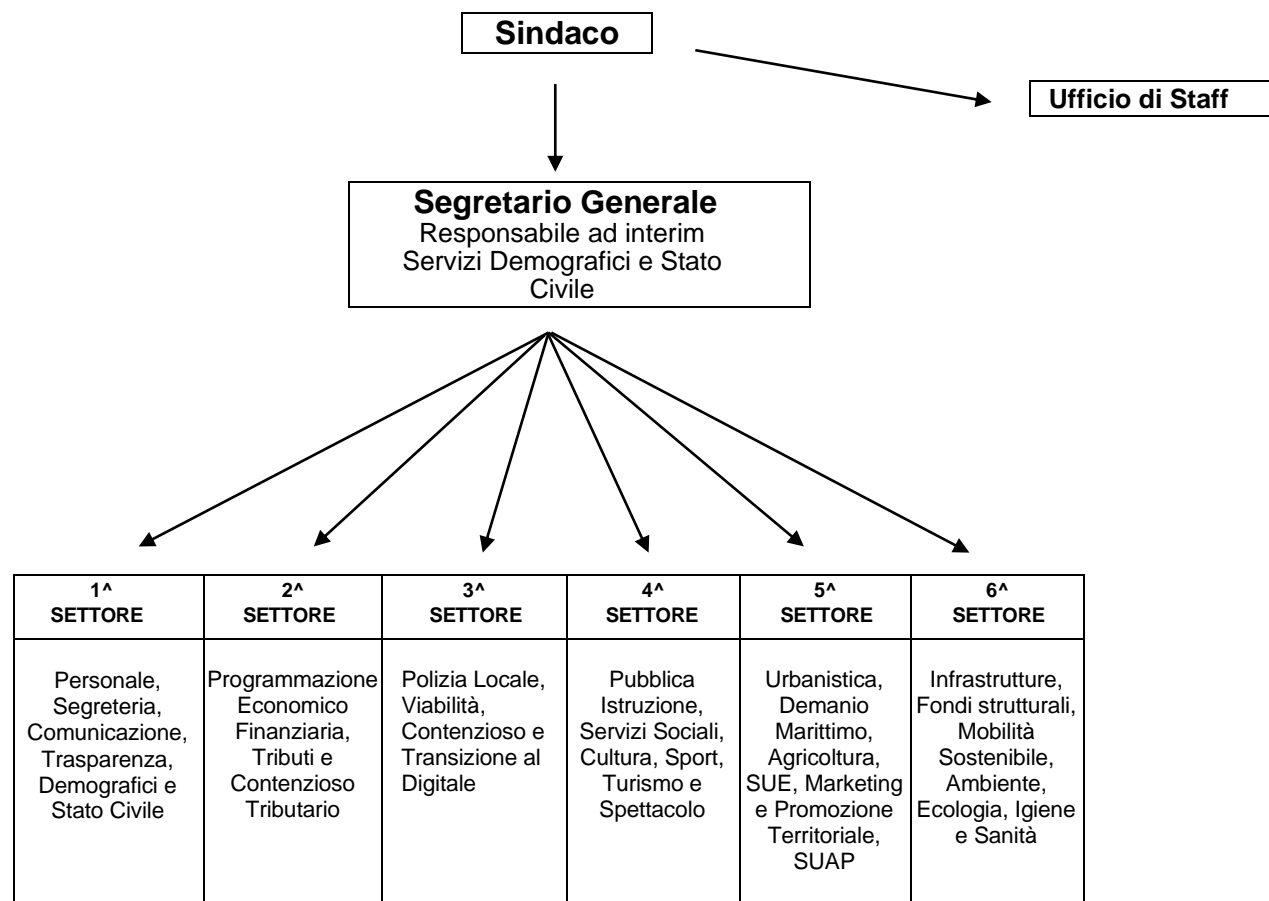 Sindaco
Ufficio di Staff
Segretario Generale
Responsabile ad interim
Servizi Demografici e Stato
Civile
1^
SETTORE
2^
SETTORE
3^
SETTORE
4^
SETTORE
5^
SETTORE
6^
SETTORE
Personale,
Segreteria,
Comunicazione,
Trasparenza,
Demografici e
Stato Civile
Programmazione
Economico
Finanziaria,
Tributi e
Contenzioso
Tributario
Polizia Locale,
Viabilità,
Contenzioso e
Transizione al
Digitale
Pubblica
Istruzione,
Servizi Sociali,
Cultura, Sport,
Turismo e
Spettacolo
Urbanistica,
Demanio
Marittimo,
Agricoltura,
SUE, Marketing
e Promozione
Territoriale,
SUAP
Infrastrutture,
Fondi strutturali,
Mobilità
Sostenibile,
Ambiente,
Ecologia, Igiene
e Sanità